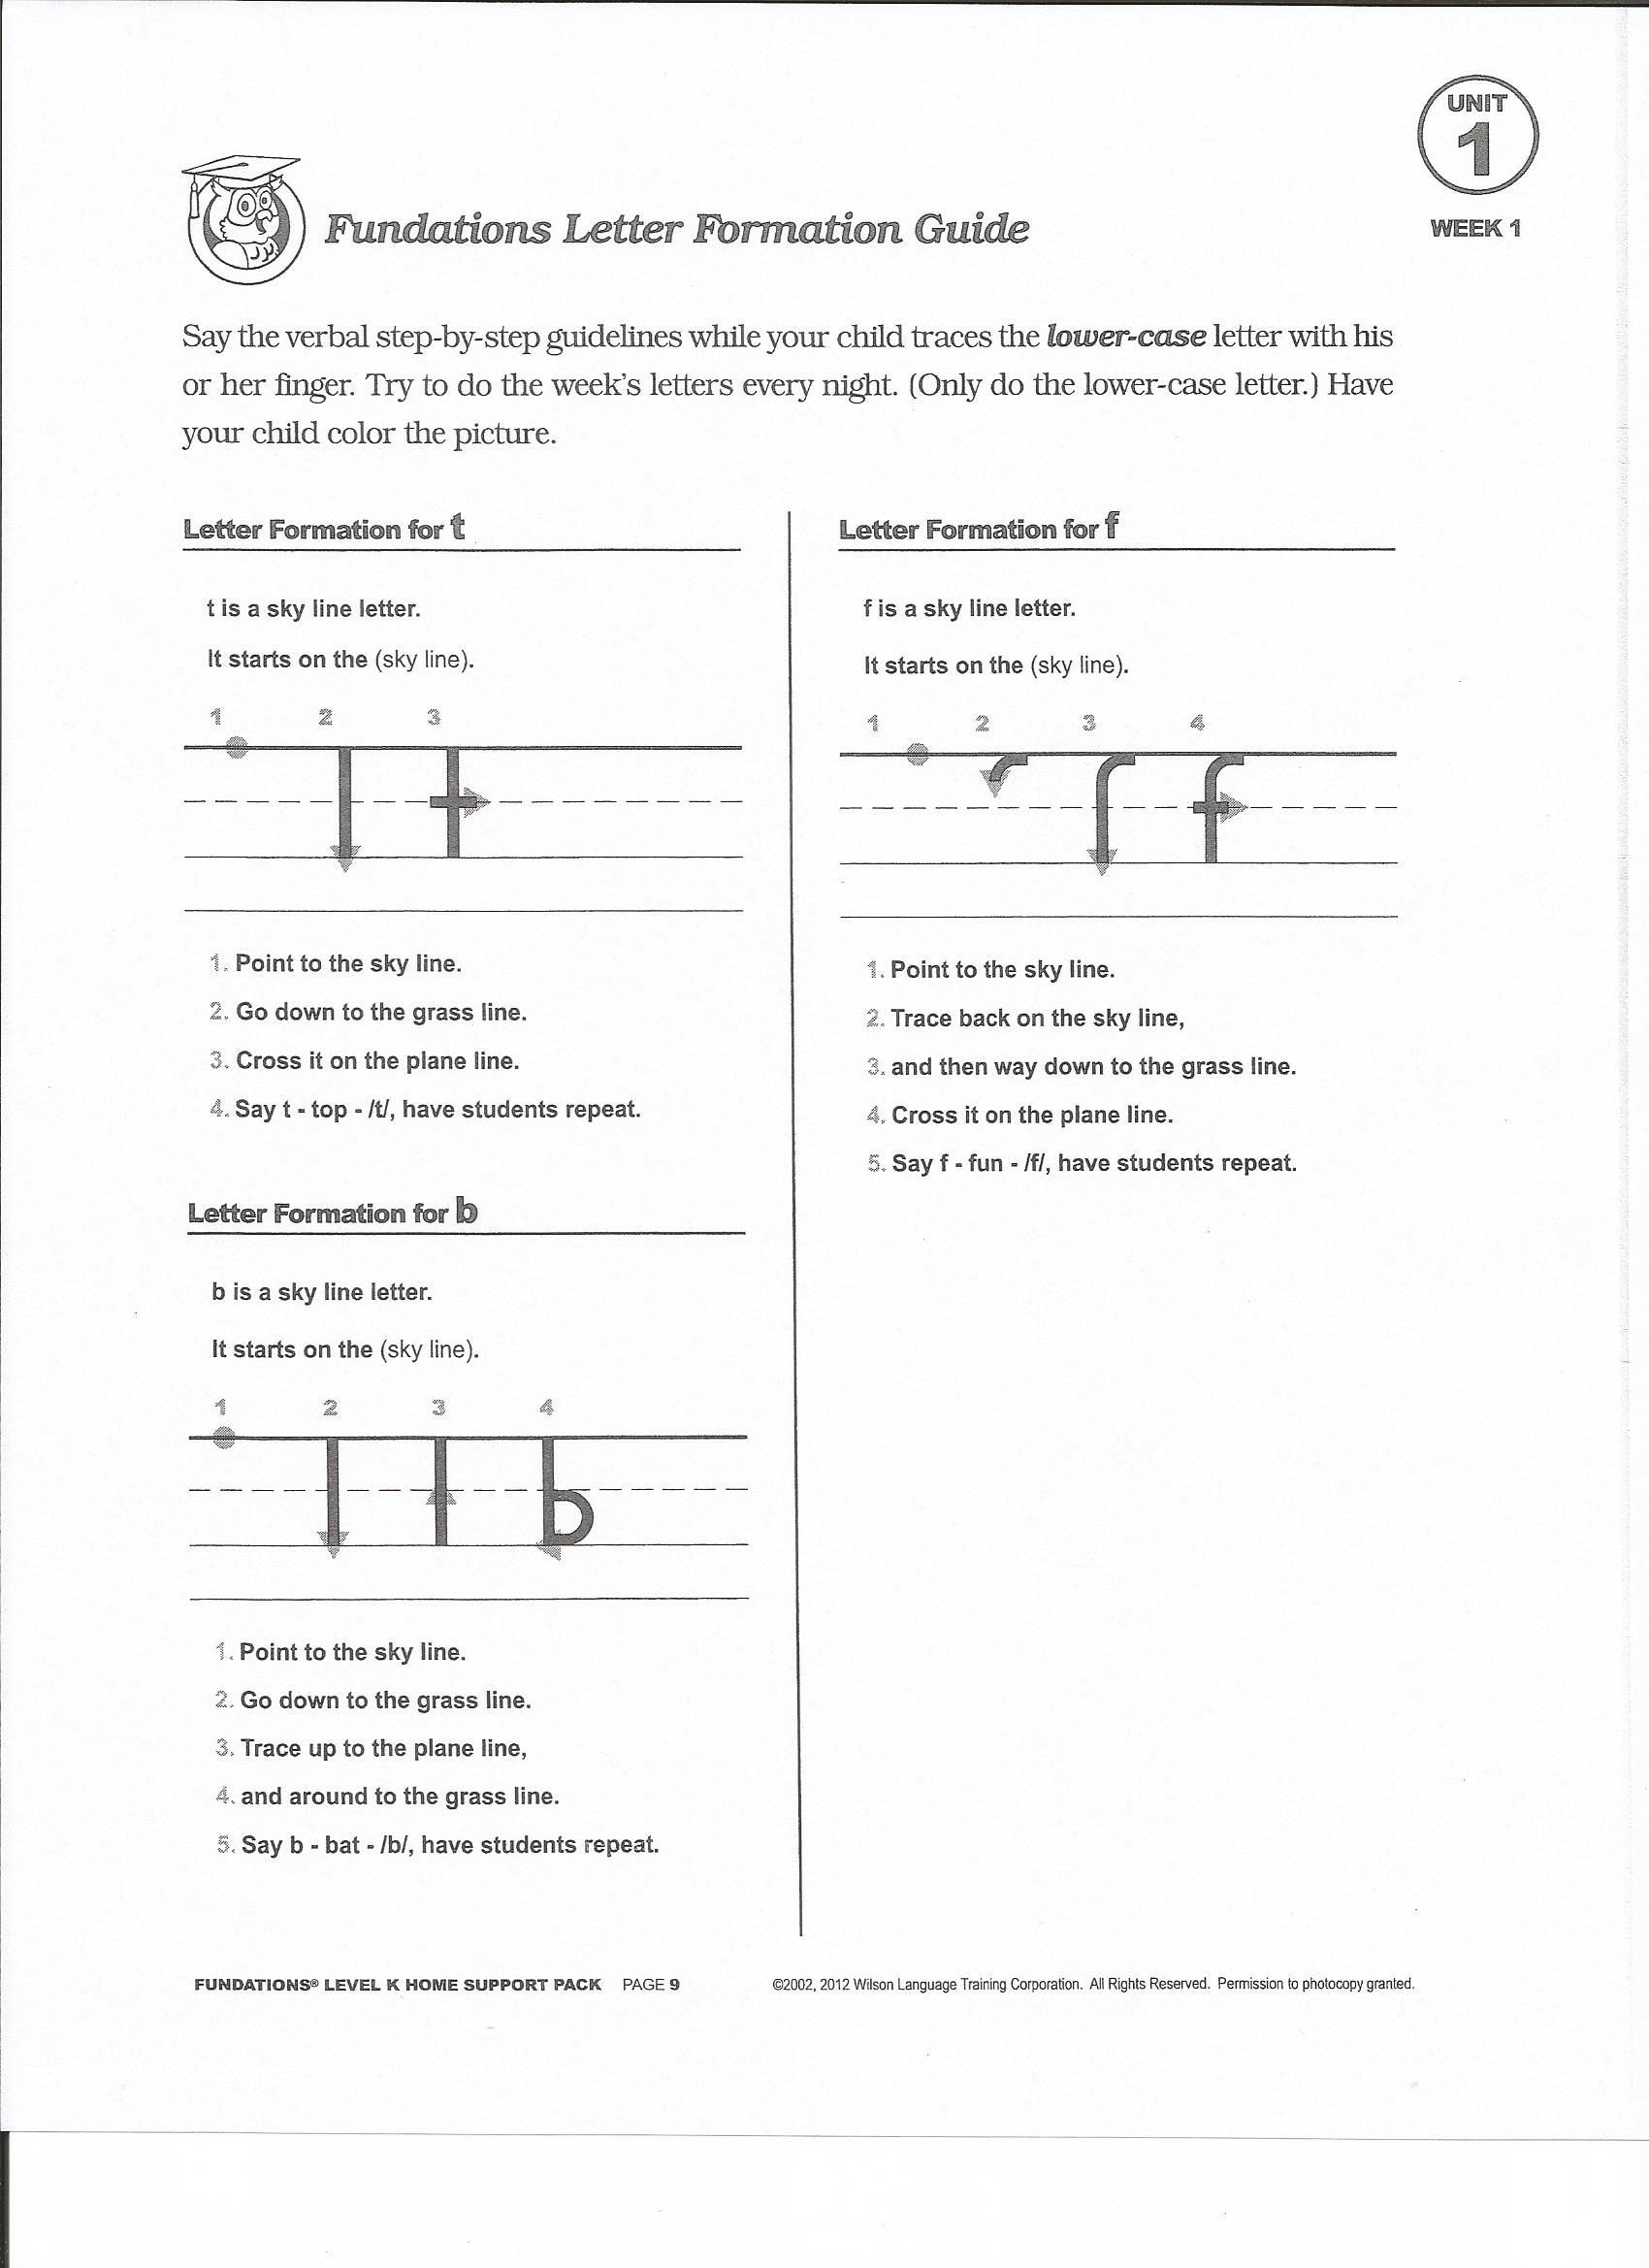 UNIT
1
WEEK 1
Fundations Letter Formation Guide
Say the verbal step-by-step guidelines while your child traces the lower-case letter with his
or her finger. Try to do the week's letters every night. (Only do the lower-case letter.) Have
your child color the picture.
Letter Formation for t
t is a sky line letter.
It starts on the (sky line).
1 2 3
t
1. Point to the sky line.
2. Go down to the grass line.
3. Cross it on the plane line.
4. Say t - top - /t/, have students repeat.
Letter Formation for b
b is a sky line letter.
It starts on the (sky line).
1 2 3 4
b
1. Point to the sky line.
2. Go down to the grass line.
3. Trace up to the plane line,
4. and around to the grass line.
5. Say b - bat - /b/, have students repeat.
Letter Formation for f
f is a sky line letter.
It starts on the (sky line).
1 2 3 4
f
1. Point to the sky line.
2. Trace back on the sky line,
3. and then way down to the grass line.
4. Cross it on the plane line.
5. Say f - fun - /f/, have students repeat.
FUNDATIONS® LEVEL K HOME SUPPORT PACK PAGE 9
©2002, 2012 Wilson Language Training Corporation. All Rights Reserved. Permission to photocopy granted.